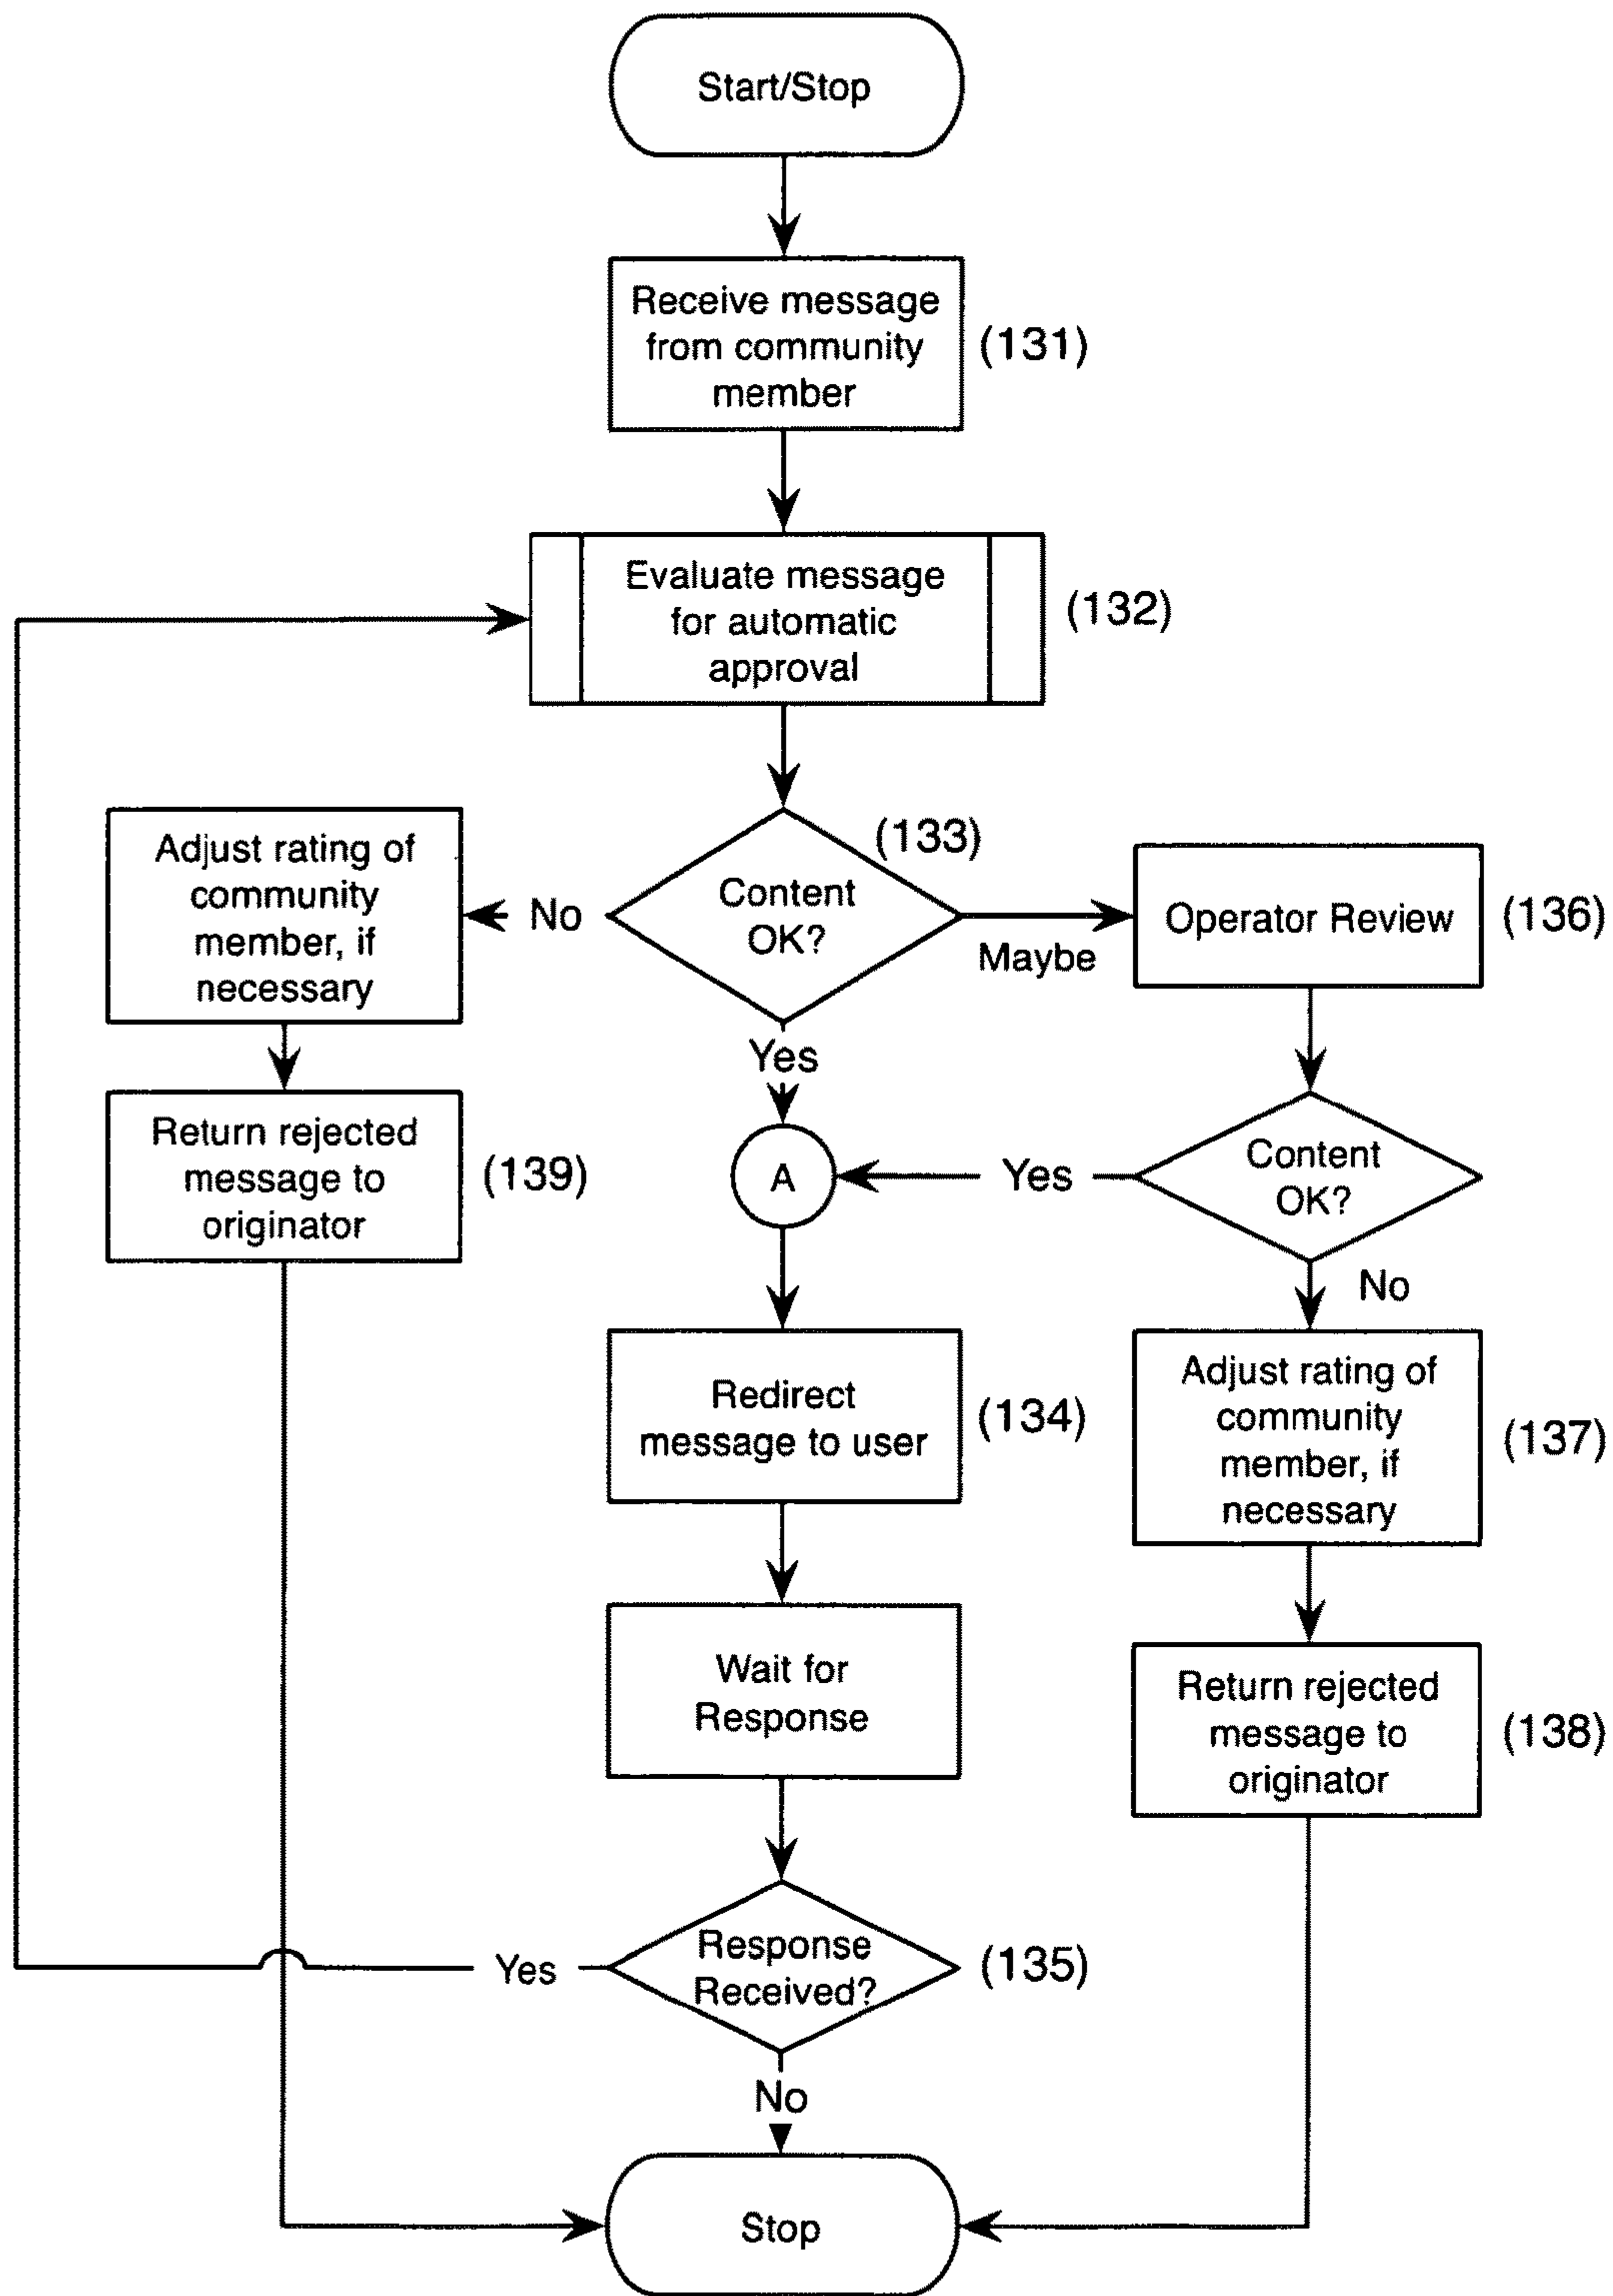 Start/Stop
Receive message
from community
member
(131)
Evaluate message
for automatic
approval
(132)
Adjust rating of
community
member, if
necessary
No
Content
OK?
(133)
Maybe
Operator Review
(136)
Yes
Return rejected
message to
originator
(139)
A
Yes
Content
OK?
No
Redirect
message to user
(134)
Adjust rating of
community
member, if
necessary
(137)
Wait for
Response
Return rejected
message to
originator
(138)
Yes
Response
Received?
(135)
No
Stop